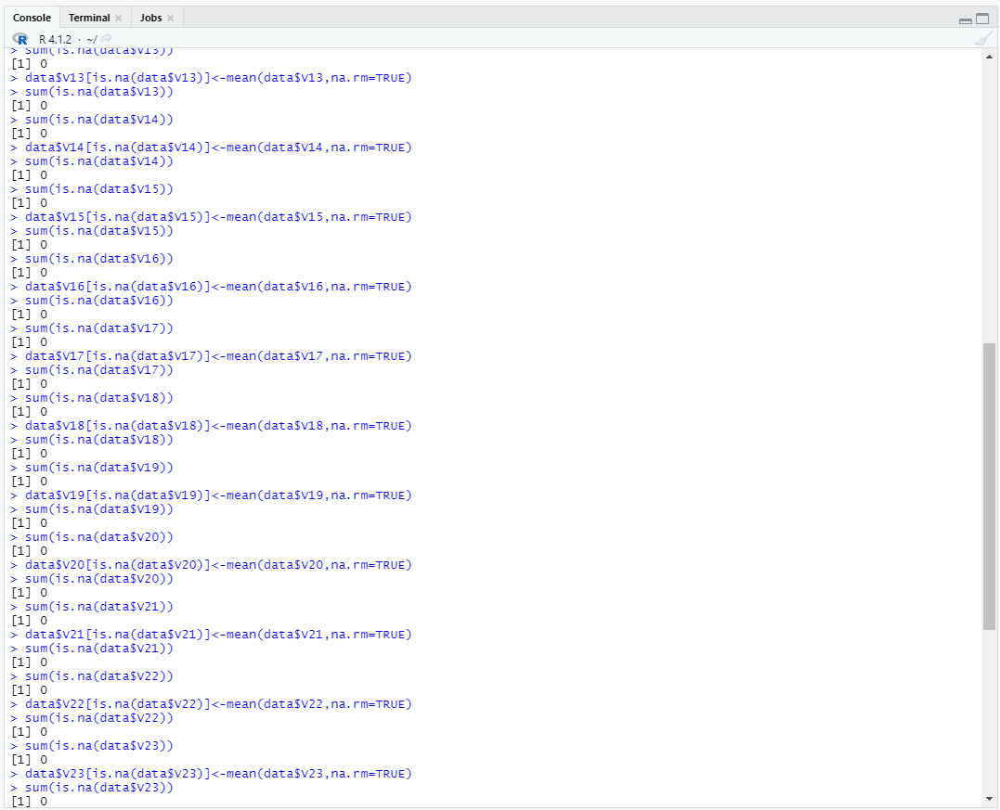 Console Terminal Jobs
R 4.1.2 · ~/
> sum(is.na(data$V13))
[1] 0
> data$V13[is.na(data$V13)]<-mean(data$V13,na.rm=TRUE)
> sum(is.na(data$V13))
[1] 0
> sum(is.na(data$V14))
[1] 0
> data$V14[is.na(data$V14)]<-mean(data$V14,na.rm=TRUE)
> sum(is.na(data$V14))
[1] 0
> sum(is.na(data$V15))
[1] 0
> data$V15[is.na(data$V15)]<-mean(data$V15,na.rm=TRUE)
> sum(is.na(data$V15))
[1] 0
> sum(is.na(data$V16))
[1] 0
> data$V16[is.na(data$V16)]<-mean(data$V16,na.rm=TRUE)
> sum(is.na(data$V16))
[1] 0
> sum(is.na(data$V17))
[1] 0
> data$V17[is.na(data$V17)]<-mean(data$V17,na.rm=TRUE)
> sum(is.na(data$V17))
[1] 0
> sum(is.na(data$V18))
[1] 0
> data$V18[is.na(data$V18)]<-mean(data$V18,na.rm=TRUE)
> sum(is.na(data$V18))
[1] 0
> sum(is.na(data$V19))
[1] 0
> data$V19[is.na(data$V19)]<-mean(data$V19,na.rm=TRUE)
> sum(is.na(data$V19))
[1] 0
> sum(is.na(data$V20))
[1] 0
> data$V20[is.na(data$V20)]<-mean(data$V20,na.rm=TRUE)
> sum(is.na(data$V20))
[1] 0
> sum(is.na(data$V21))
[1] 0
> data$V21[is.na(data$V21)]<-mean(data$V21,na.rm=TRUE)
> sum(is.na(data$V21))
[1] 0
> sum(is.na(data$V22))
[1] 0
> data$V22[is.na(data$V22)]<-mean(data$V22,na.rm=TRUE)
> sum(is.na(data$V22))
[1] 0
> sum(is.na(data$V23))
[1] 0
> data$V23[is.na(data$V23)]<-mean(data$V23,na.rm=TRUE)
> sum(is.na(data$V23))
[1] 0